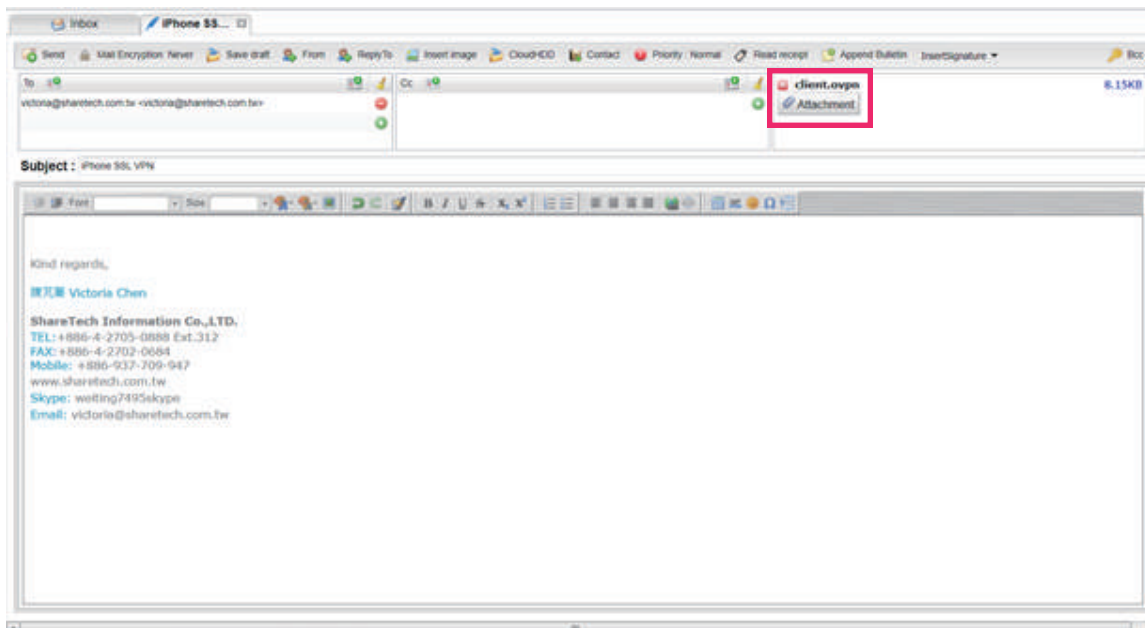 Inbox iPhone SS...
Send Mail Encryption Never Save draft From ReplyTo Insert image CloudHDD Contact Priority Normal Read receipt Append Bulletin InsertSignature Bcc
To Cc client.ovpn 8.15KB
victoria@sharetech.com.tw <victoria@sharetech.com.tw> Attachment
Subject : iPhone SSL VPN
Font Size B I U
Kind regards,
Victoria Chen
ShareTech Information Co.,LTD.
TEL: +886-4-2705-0888 Ext.312
FAX: +886-4-2702-0684
Mobile: +886-937-709-947
www.sharetech.com.tw
Skype: weiting7495skype
Email: victoria@sharetech.com.tw